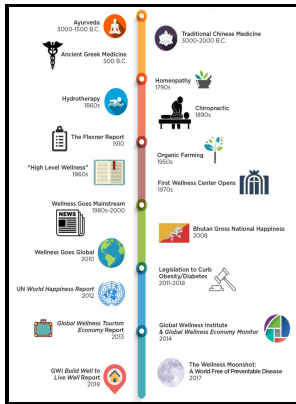 Ayurveda
3000-1500 B.C.
Traditional Chinese Medicine
3000-2000 B.C.
Ancient Greek Medicine
500 B.C.
Homeopathy
1790s
Hydrotherapy
1860s
Chiropractic
1890s
The Flexner Report
1910
Organic Farming
1950s
"High Level Wellness"
1960s
First Wellness Center Opens
1970s
Wellness Goes Mainstream
1980s-2000
NEWS
Bhutan Gross National Happiness
2008
Wellness Goes Global
2010
Legislation to Curb
Obesity/Diabetes
2011-2018
UN World Happiness Report
2012
Global Wellness Tourism
Economy Report
2013
Global Wellness Institute
& Global Wellness Economy Monitor
2014
GWI Build Well to
Live Well Report
2018
The Wellness Moonshot:
A World Free of Preventable Disease
2017